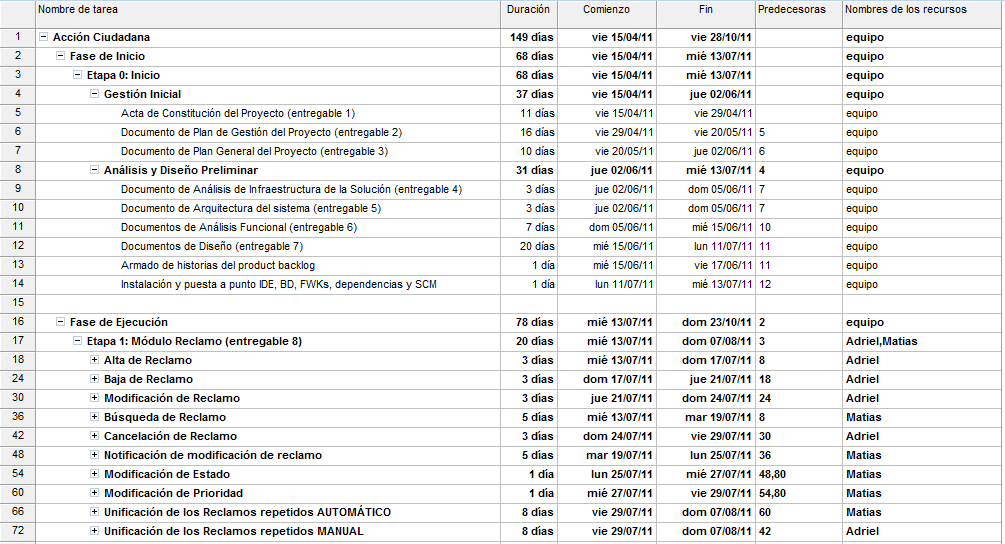 Nombre de tarea Duración Comienzo Fin Predecesoras Nombres de los recursos
1 Acción Ciudadana 149 días vie 15/04/11 vie 28/10/11 equipo
2 Fase de Inicio 68 días vie 15/04/11 mié 13/07/11 equipo
3 Etapa 0: Inicio 68 días vie 15/04/11 mié 13/07/11 equipo
4 Gestión Inicial 37 días vie 15/04/11 jue 02/06/11 equipo
5 Acta de Constitución del Proyecto (entregable 1) 11 días vie 15/04/11 vie 29/04/11 equipo
6 Documento de Plan de Gestión del Proyecto (entregable 2) 16 días vie 29/04/11 vie 20/05/11 5 equipo
7 Documento de Plan General del Proyecto (entregable 3) 10 días vie 20/05/11 jue 02/06/11 6 equipo
8 Análisis y Diseño Preliminar 31 días jue 02/06/11 mié 13/07/11 4 equipo
9 Documento de Análisis de Infraestructura de la Solución (entregable 4) 3 días jue 02/06/11 dom 05/06/11 7 equipo
10 Documento de Arquitectura del sistema (entregable 5) 3 días jue 02/06/11 dom 05/06/11 7 equipo
11 Documentos de Análisis Funcional (entregable 6) 7 días dom 05/06/11 mié 15/06/11 10 equipo
12 Documentos de Diseño (entregable 7) 20 días mié 15/06/11 lun 11/07/11 11 equipo
13 Armado de historias del product backlog 1 día mié 15/06/11 vie 17/06/11 11 equipo
14 Instalación y puesta a punto IDE, BD, FWKs, dependencias y SCM 1 día lun 11/07/11 mié 13/07/11 12 equipo
15
16 Fase de Ejecución 78 días mié 13/07/11 dom 23/10/11 2 equipo
17 Etapa 1: Módulo Reclamo (entregable 8) 20 días mié 13/07/11 dom 07/08/11 3 Adriel,Matias
18 Alta de Reclamo 3 días mié 13/07/11 dom 17/07/11 8 Adriel
24 Baja de Reclamo 3 días dom 17/07/11 jue 21/07/11 18 Adriel
30 Modificación de Reclamo 3 días jue 21/07/11 dom 24/07/11 24 Adriel
36 Búsqueda de Reclamo 5 días mié 13/07/11 mar 19/07/11 8 Matias
42 Cancelación de Reclamo 3 días dom 24/07/11 vie 29/07/11 30 Adriel
48 Notificación de modificación de reclamo 5 días mar 19/07/11 lun 25/07/11 36 Matias
54 Modificación de Estado 1 día lun 25/07/11 mié 27/07/11 48,80 Matias
60 Modificación de Prioridad 1 día mié 27/07/11 vie 29/07/11 54,80 Matias
66 Unificación de los Reclamos repetidos AUTOMÁTICO 8 días vie 29/07/11 dom 07/08/11 60 Matias
72 Unificación de los Reclamos repetidos MANUAL 8 días vie 29/07/11 dom 07/08/11 42 Adriel